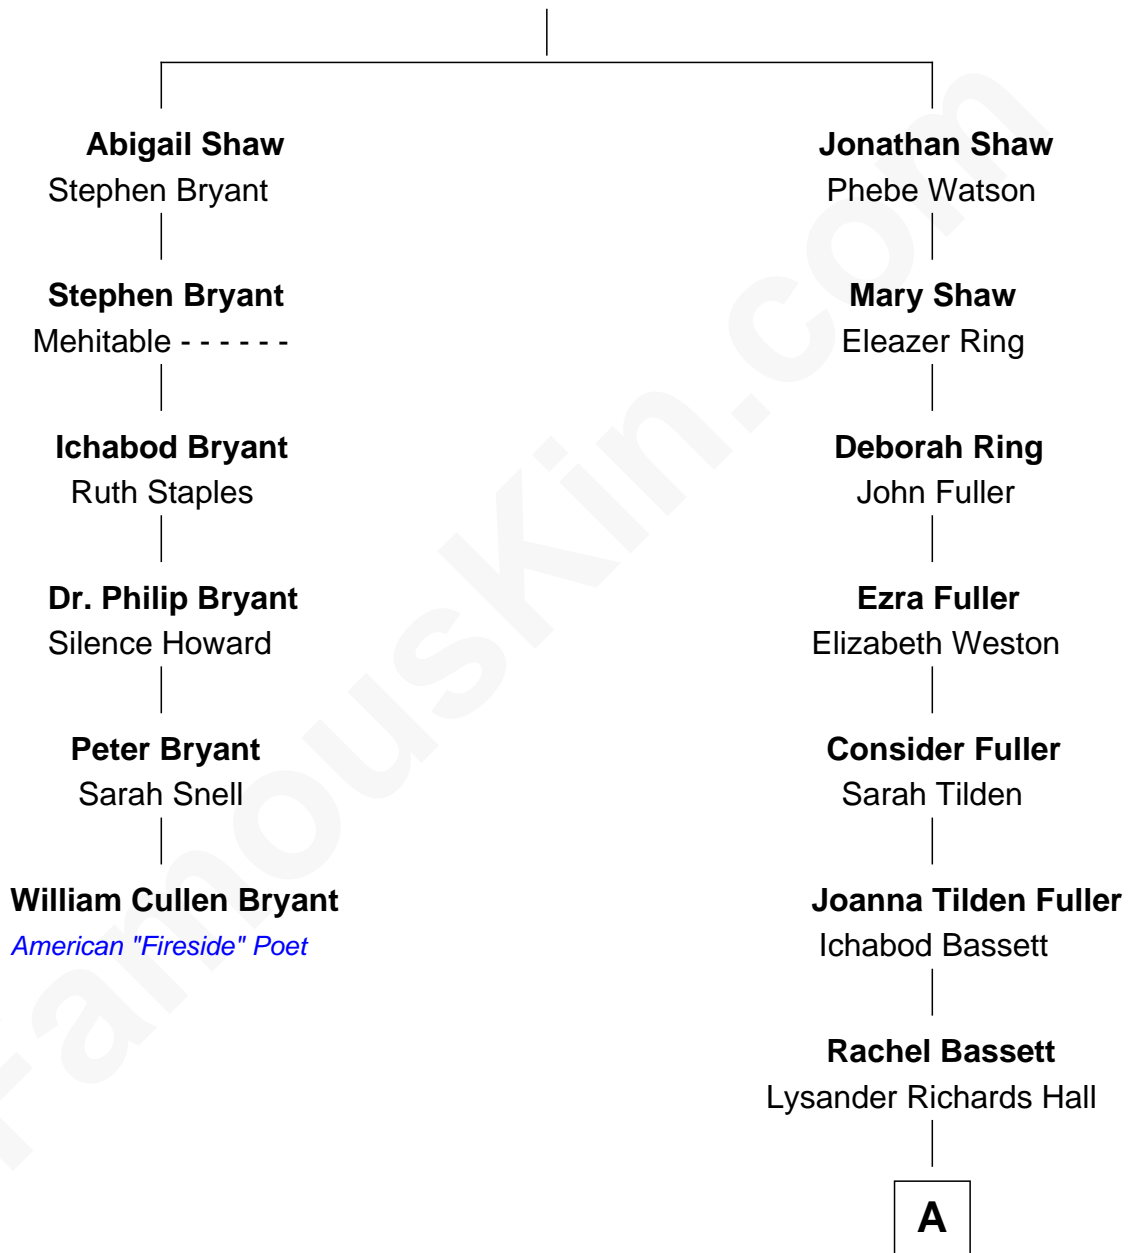 Abigail Shaw
Stephen Bryant
Stephen Bryant
Mehitable - - - - - -
Ichabod Bryant
Ruth Staples
Dr. Philip Bryant
Silence Howard
Peter Bryant
Sarah Snell
William Cullen Bryant
American "Fireside" Poet
Jonathan Shaw
Phebe Watson
Mary Shaw
Eleazer Ring
Deborah Ring
John Fuller
Ezra Fuller
Elizabeth Weston
Consider Fuller
Sarah Tilden
Joanna Tilden Fuller
Ichabod Bassett
Rachel Bassett
Lysander Richards Hall
A
FamousKin.com